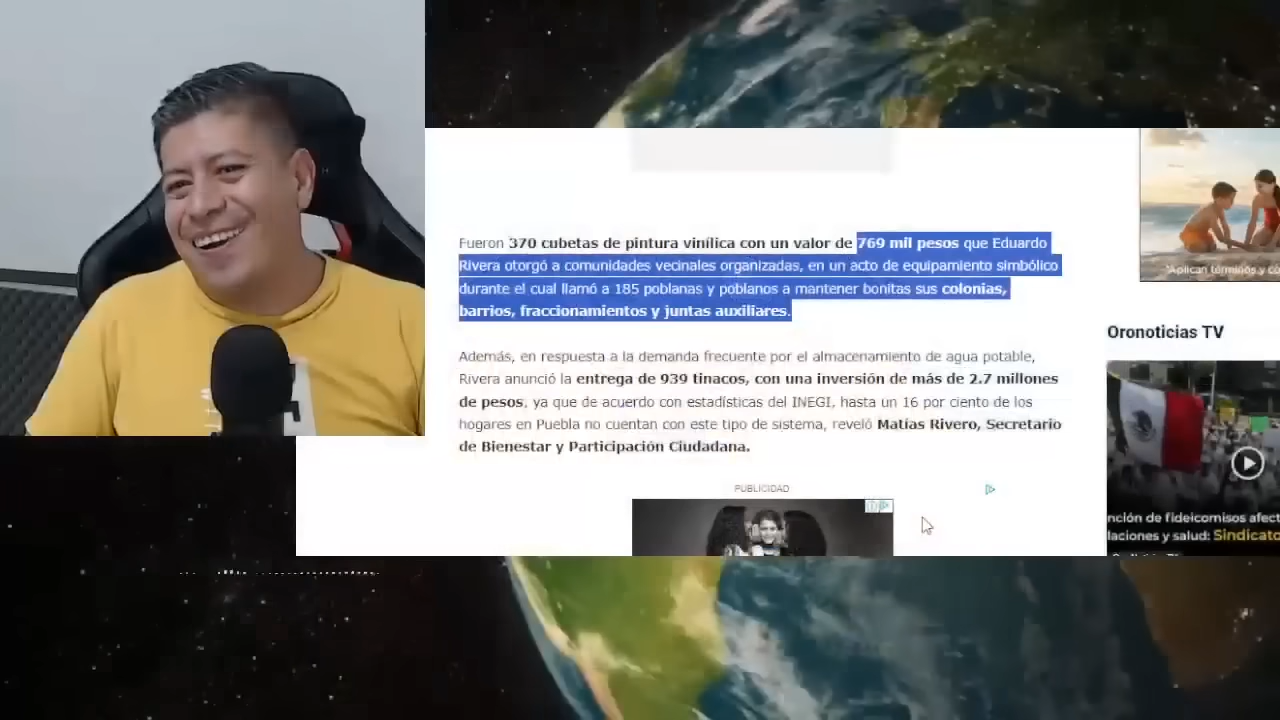 Fueron 370 cubetas de pintura vinílica con un valor de 769 mil pesos que Eduardo
Rivera otorgó a comunidades vecinales organizadas, en un acto de equipamiento simbólico
durante el cual llamó a 185 poblanas y poblanos a mantener bonitas sus colonias,
barrios, fraccionamientos y juntas auxiliares.
Además, en respuesta a la demanda frecuente por el almacenamiento de agua potable,
Rivera anunció la entrega de 939 tinacos, con una inversión de más de 2.7 millones
de pesos, ya que de acuerdo con estadísticas del INEGI, hasta un 16 por ciento de los
hogares en Puebla no cuentan con este tipo de sistema, reveló Matías Rivero, Secretario
de Bienestar y Participación Ciudadana.
PUBLICIDAD
"Aplican términos y co
Oronoticias TV
nción de fideicomisos afect
laciones y salud: Sindicato